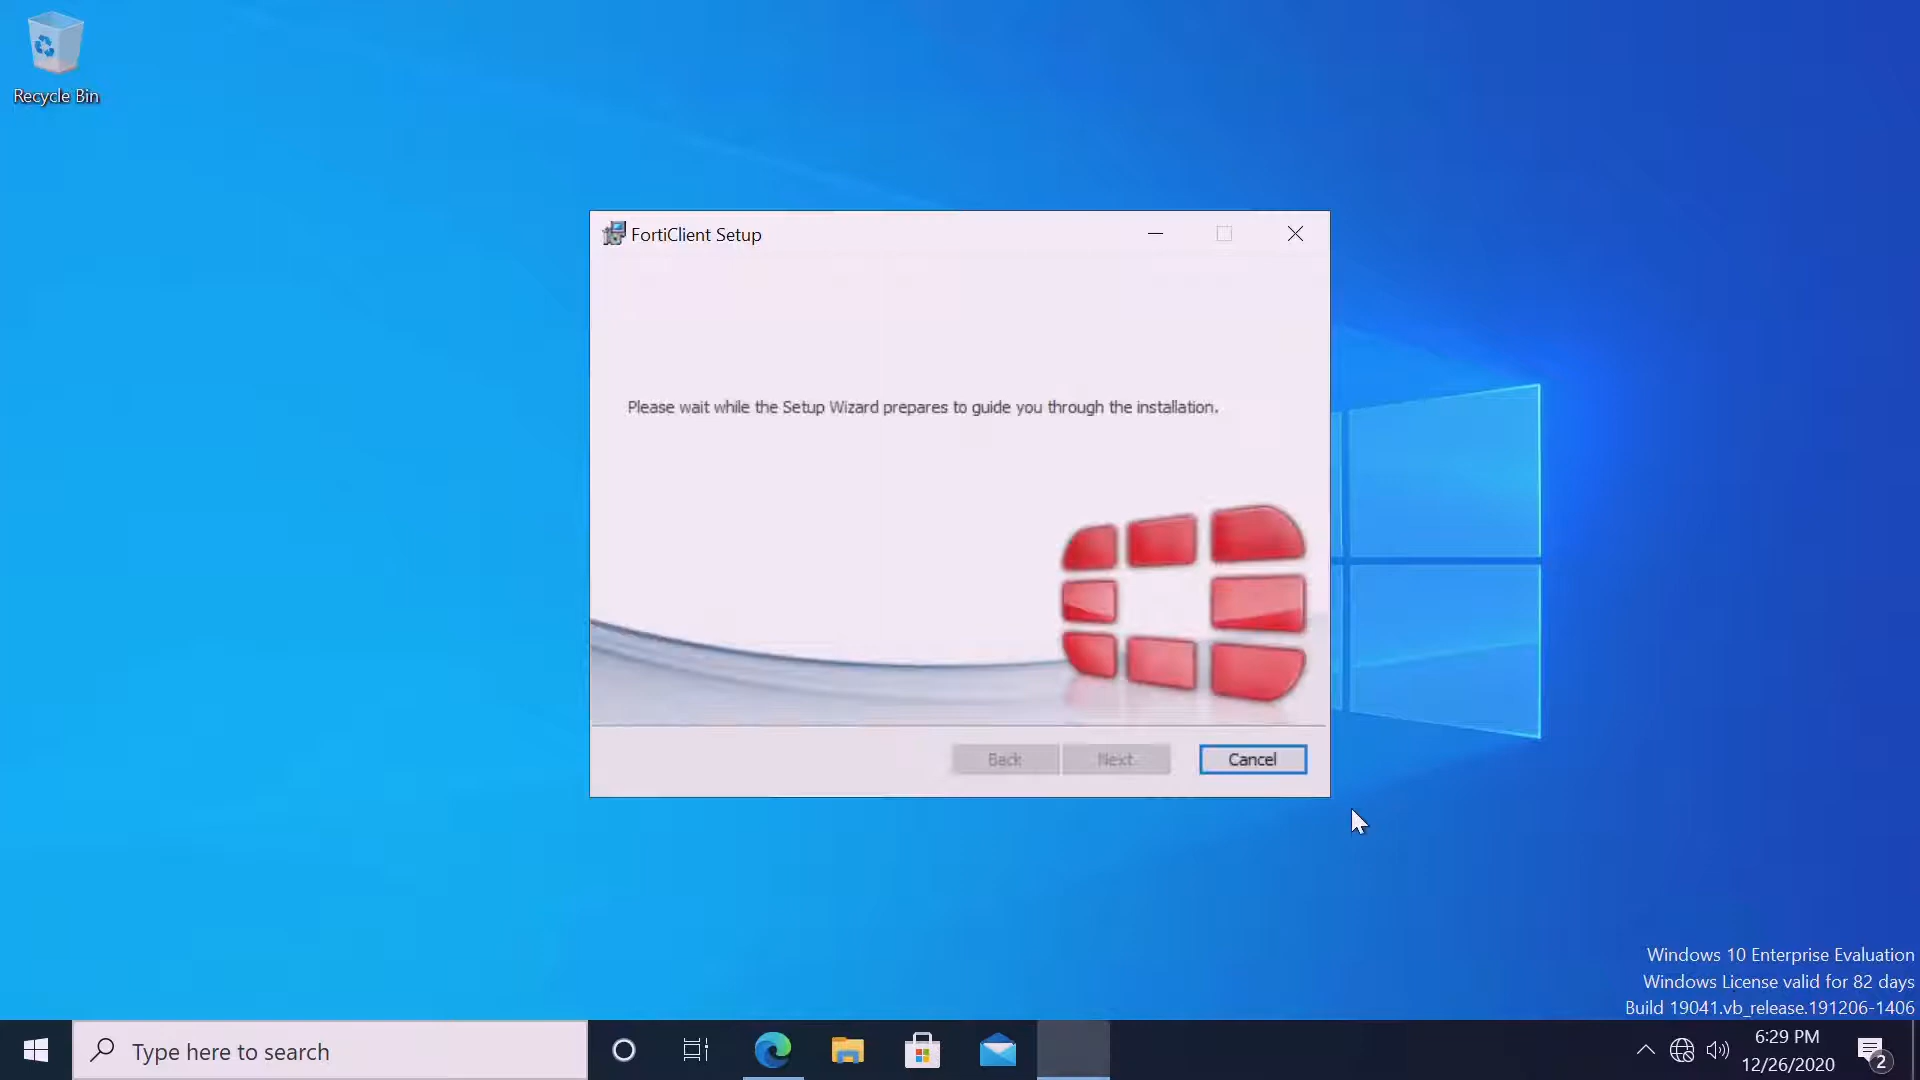 Recycle Bin
FortiClient Setup
Please wait while the Setup Wizard prepares to guide you through the installation.
Back
Next
Cancel
Windows 10 Enterprise Evaluation
Windows License valid for 82 days
Build 19041.vb_release.191206-1406
Type here to search
6:29 PM
12/26/2020
2